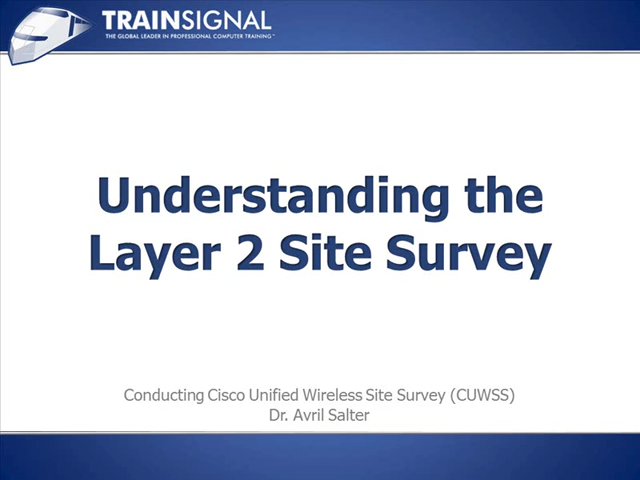 TRAINSIGNAL
THE GLOBAL LEADER IN PROFESSIONAL COMPUTER TRAINING™
Understanding the
Layer 2 Site Survey
Conducting Cisco Unified Wireless Site Survey (CUWSS)
Dr. Avril Salter